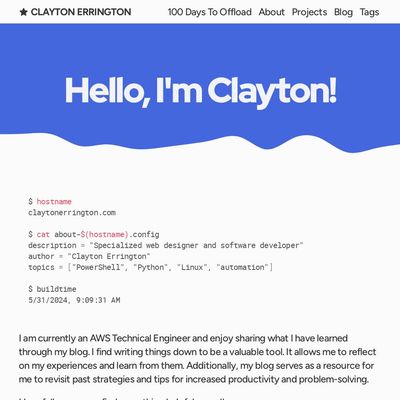 CLAYTON ERRINGTON
100 Days To Offload About Projects Blog Tags
Hello, I'm Clayton!
$ hostname
claytonerrington.com
$ cat about-$(hostname).config
description = "Specialized web designer and software developer"
author = "Clayton Errington"
topics = ["PowerShell", "Python", "Linux", "automation"]
$ buildtime
5/31/2024, 9:09:31 AM
I am currently an AWS Technical Engineer and enjoy sharing what I have learned
through my blog. I find writing things down to be a valuable tool. It allows me to reflect
on my experiences and learn from them. Additionally, my blog serves as a resource for
me to revisit past strategies and tips for increased productivity and problem-solving.